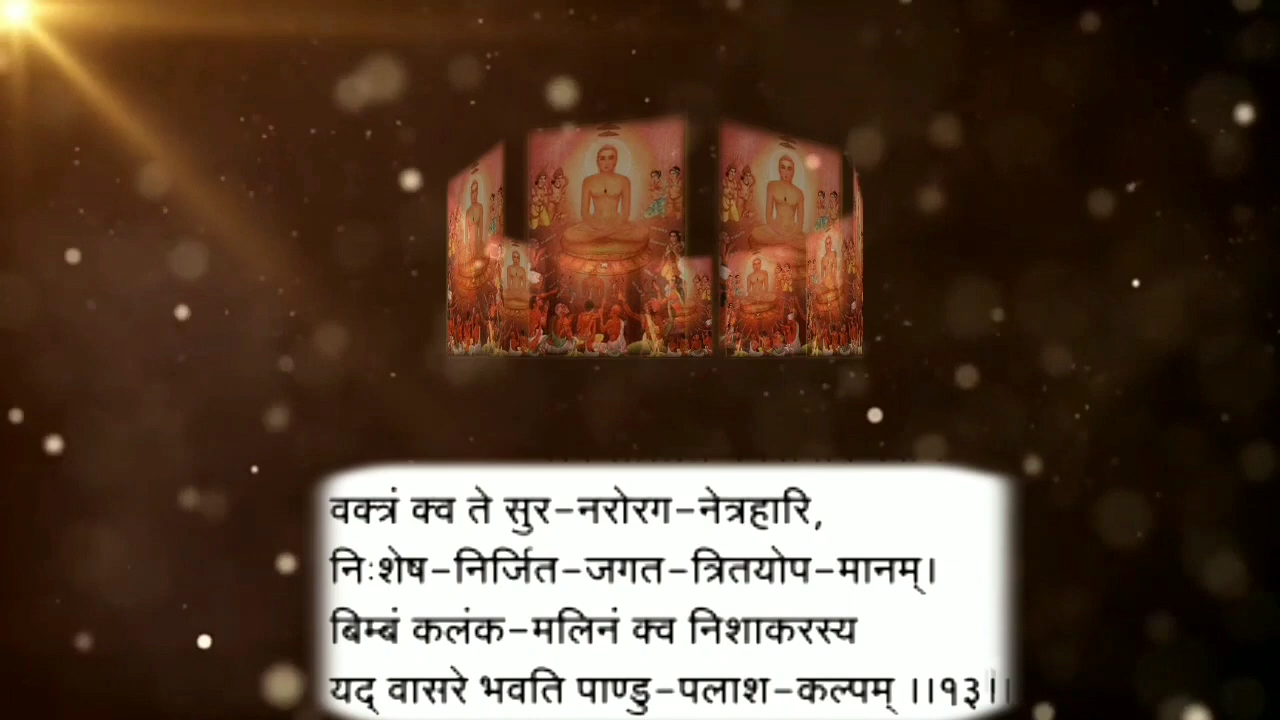 वक्त्रं क्व ते सुर-नरोरग-नेत्रहारि,
निःशेष-निर्जित-जगत-त्रितयोप-मानम्।
बिम्बं कलंक-मलिनं क्व निशाकरस्य
यद् वासरे भवति पाण्डु-पलाश-कल्पम् ।।१३।।